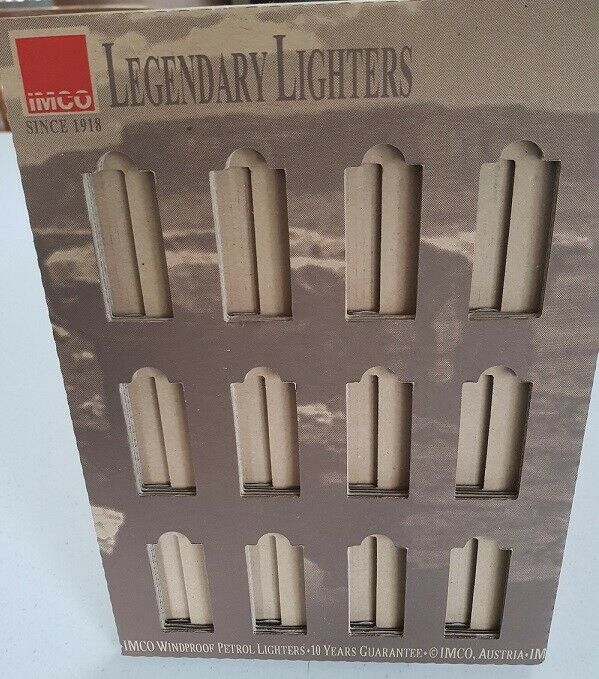 IMCO
SINCE 1918
LEGENDARY LIGHTERS
·IMCO WINDPROOF PETROL LIGHTERS·10 YEARS GUARANTEE·© IMCO, AUSTRIA·IM